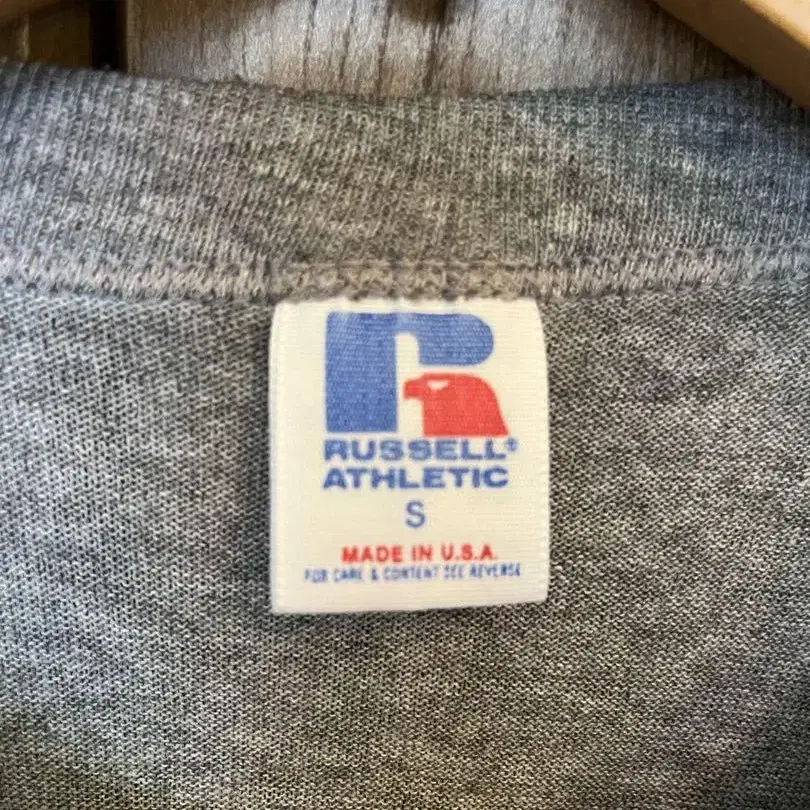 R
RUSSELL®
ATHLETIC
S
MADE IN U.S.A.
FOR CARE & CONTENT SEE REVERSE